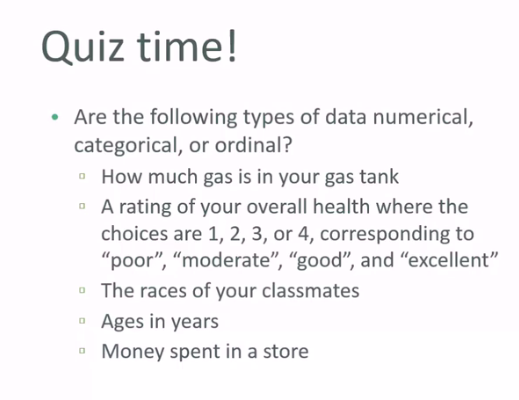 Quiz time!
• Are the following types of data numerical,
categorical, or ordinal?
▫ How much gas is in your gas tank
▫ A rating of your overall health where the
choices are 1, 2, 3, or 4, corresponding to
“poor”, “moderate”, “good”, and “excellent”
▫ The races of your classmates
▫ Ages in years
▫ Money spent in a store